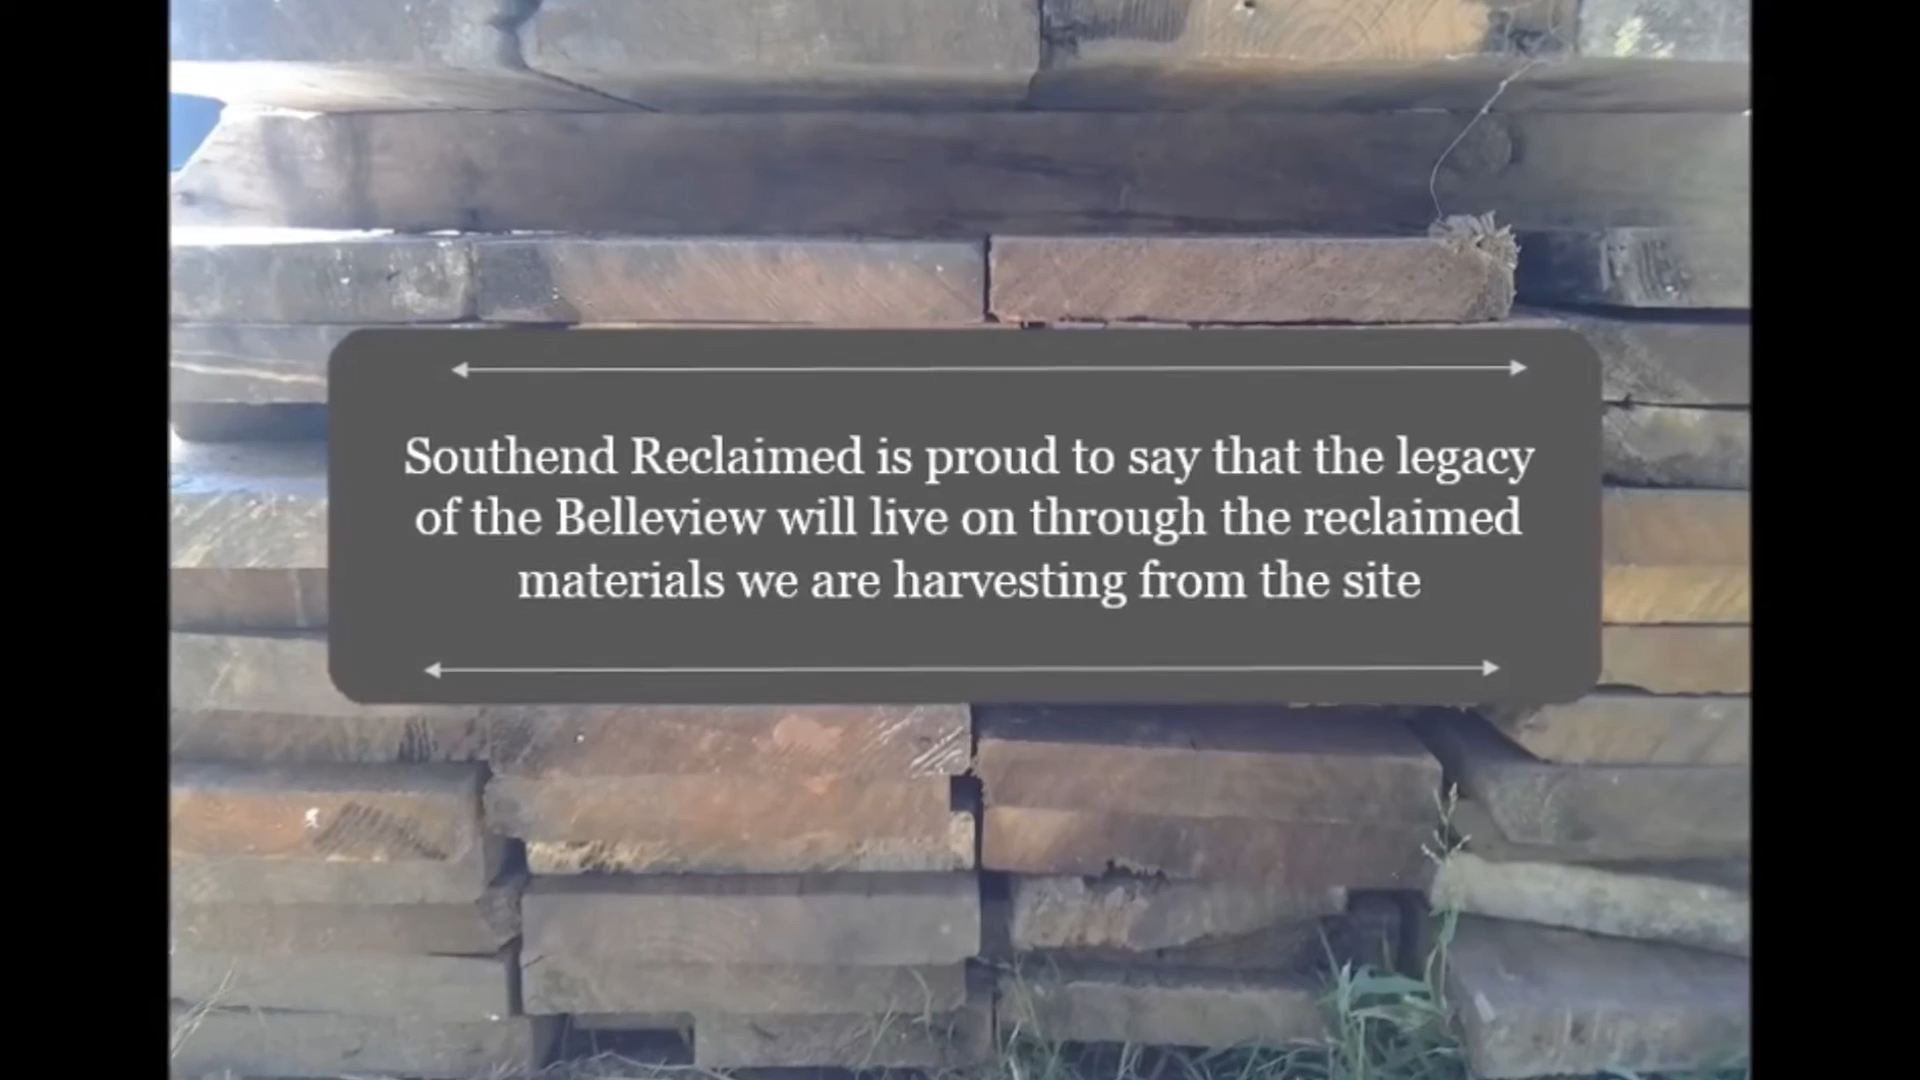 Southend Reclaimed is proud to say that the legacy
of the Belleview will live on through the reclaimed
materials we are harvesting from the site